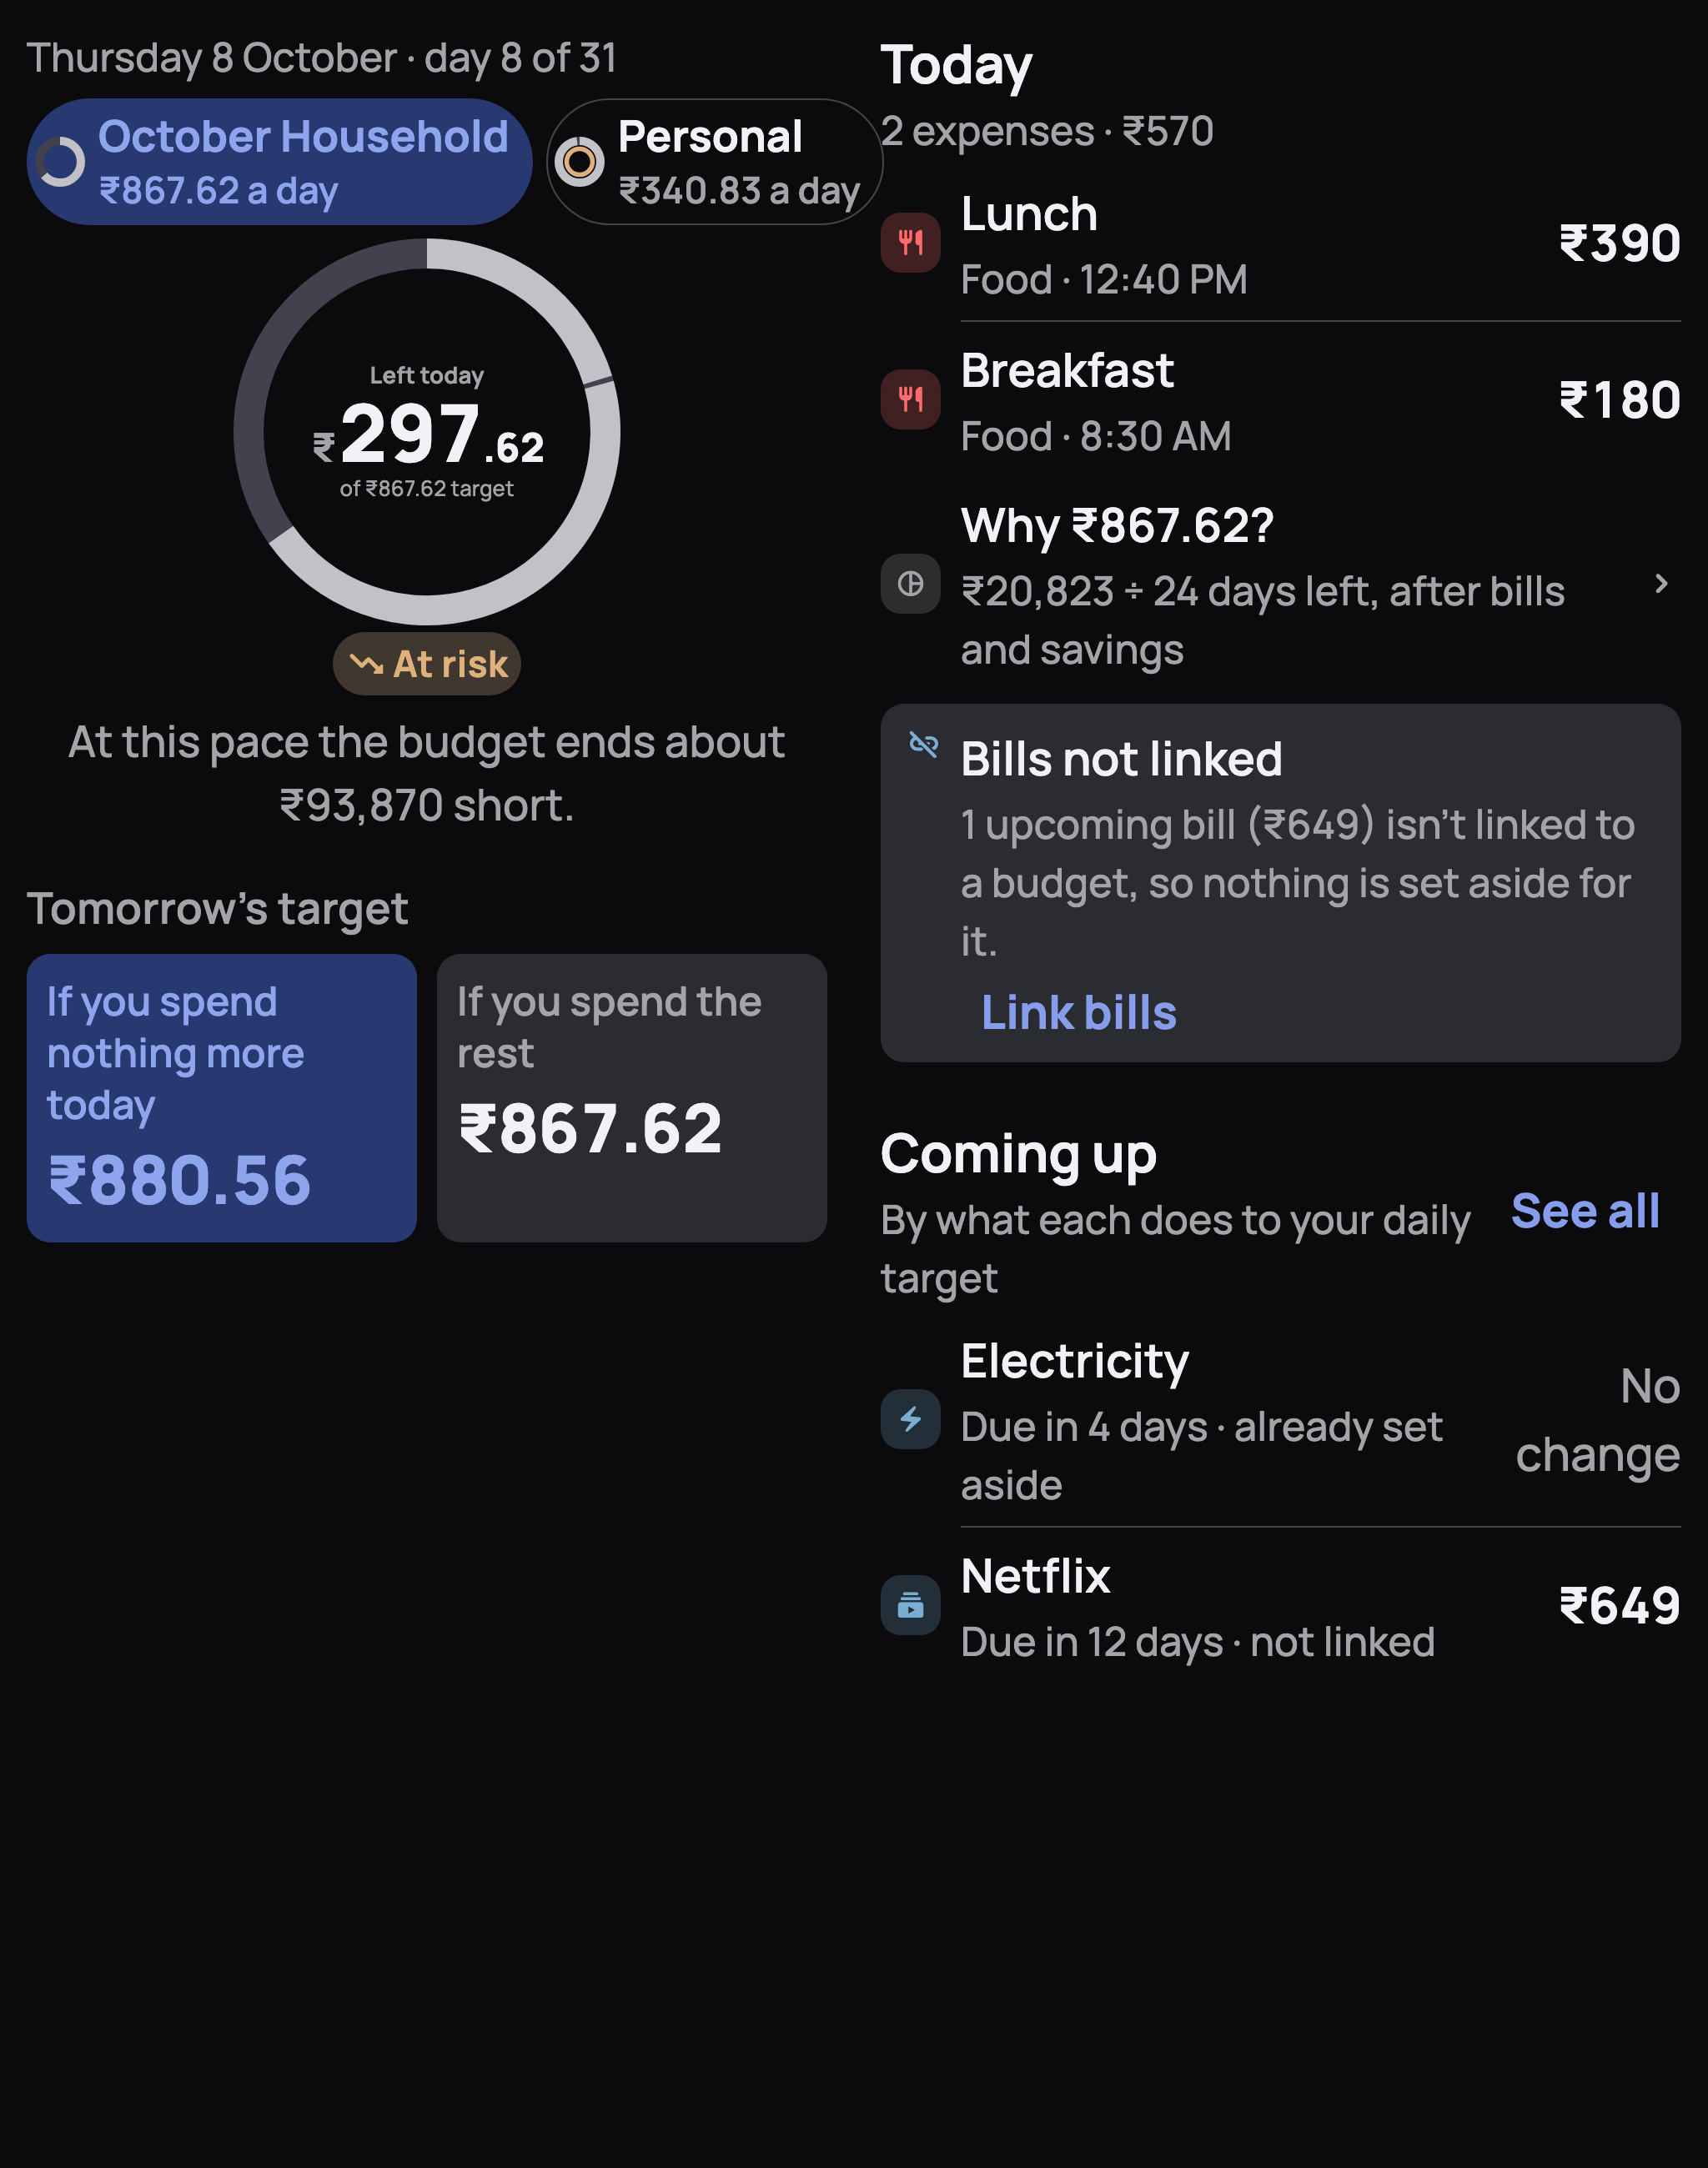 Thursday 8 October · day 8 of 31
October Household
₹867.62 a day
Personal
₹340.83 a day
Left today
₹297.62
of ₹867.62 target
At risk
At this pace the budget ends about
₹93,870 short.
Tomorrow’s target
If you spend
nothing more
today
₹880.56
If you spend the
rest
₹867.62
Today
2 expenses · ₹570
Lunch
Food · 12:40 PM
₹390
Breakfast
Food · 8:30 AM
₹180
Why ₹867.62?
₹20,823 ÷ 24 days left, after bills
and savings
Bills not linked
1 upcoming bill (₹649) isn’t linked to
a budget, so nothing is set aside for
it.
Link bills
Coming up
By what each does to your daily
target
See all
Electricity
Due in 4 days · already set
aside
No
change
Netflix
Due in 12 days · not linked
₹649